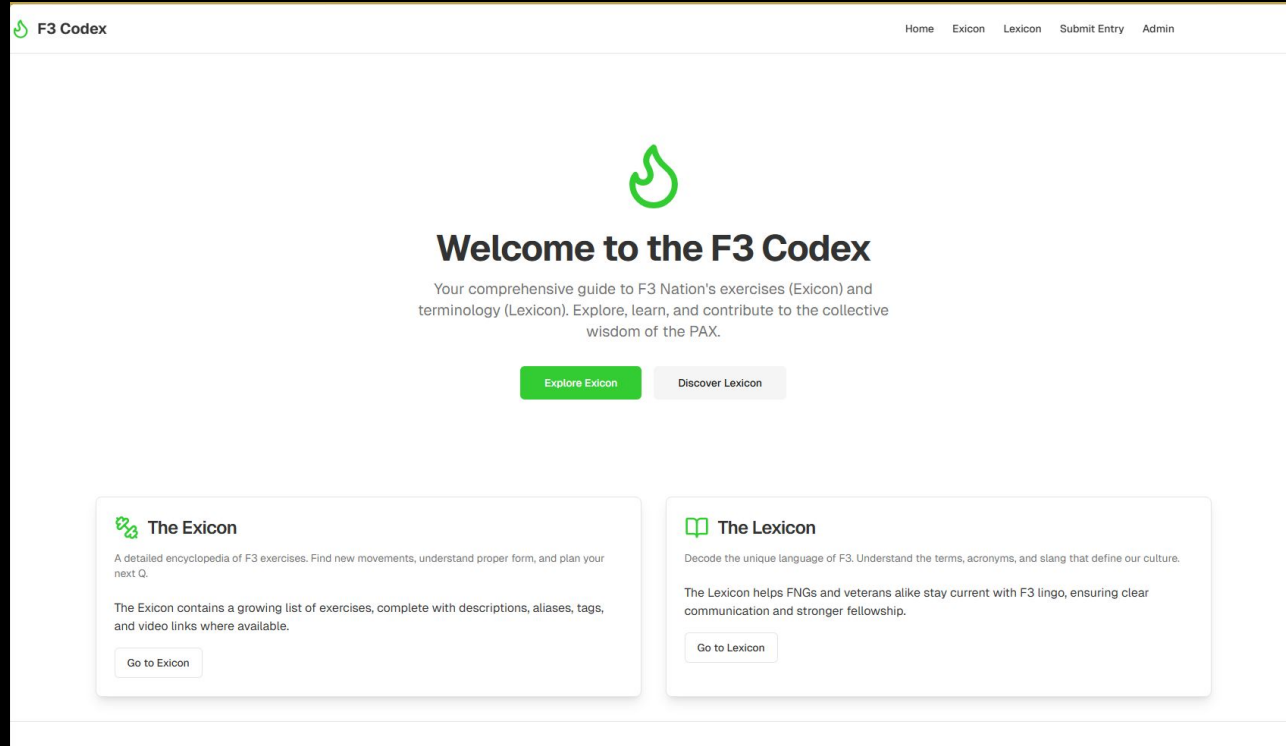 F3 Codex
Home Exicon Lexicon Submit Entry Admin
Welcome to the F3 Codex
Your comprehensive guide to F3 Nation's exercises (Exicon) and
terminology (Lexicon). Explore, learn, and contribute to the collective
wisdom of the PAX.
Explore Exicon
Discover Lexicon
The Exicon
A detailed encyclopedia of F3 exercises. Find new movements, understand proper form, and plan your
next Q.
The Exicon contains a growing list of exercises, complete with descriptions, aliases, tags,
and video links where available.
Go to Exicon
The Lexicon
Decode the unique language of F3. Understand the terms, acronyms, and slang that define our culture.
The Lexicon helps FNGs and veterans alike stay current with F3 lingo, ensuring clear
communication and stronger fellowship.
Go to Lexicon